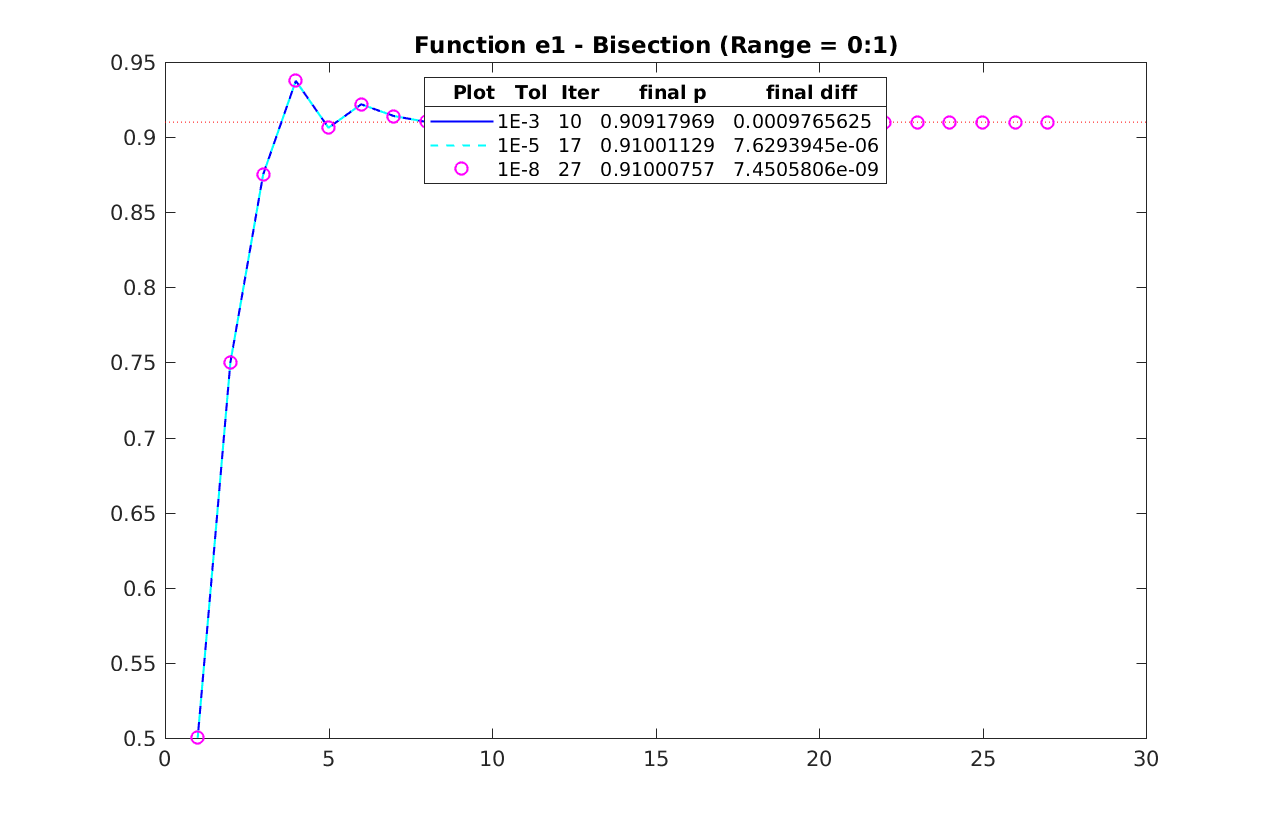 Function e1 - Bisection (Range = 0:1)
0.95
Plot Tol Iter final p final diff
1E-3 10 0.90917969 0.0009765625
0.9
1E-5 17 0.91001129 7.6293945e-06
1E-8 27 0.91000757 7.4505806e-09
0.85
0.8
0.75
0.7
0.65
0.6
0.55
0.5
0 5 10 15 20 25 30